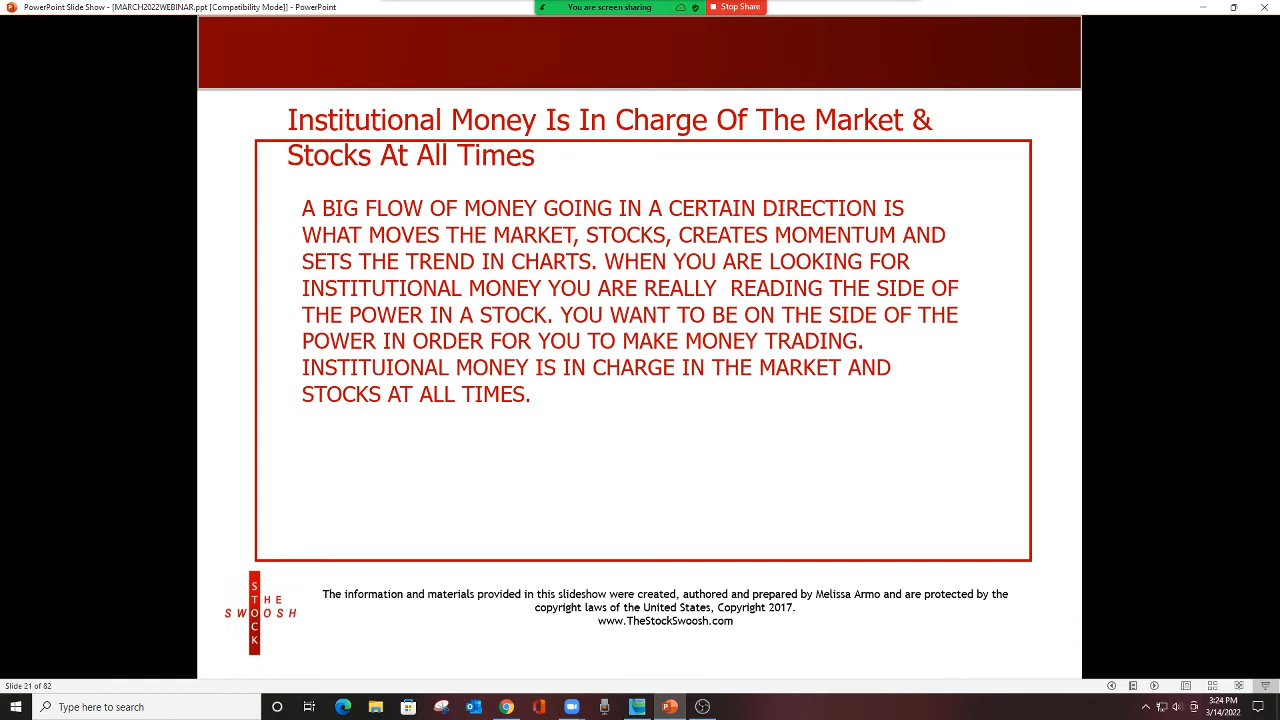 PowerPoint Slide Show - [MARCH2022WEBINAR.ppt [Compatibility Mode]] - PowerPoint
You are screen sharing
Stop Share
Institutional Money Is In Charge Of The Market &
Stocks At All Times
A BIG FLOW OF MONEY GOING IN A CERTAIN DIRECTION IS
WHAT MOVES THE MARKET, STOCKS, CREATES MOMENTUM AND
SETS THE TREND IN CHARTS. WHEN YOU ARE LOOKING FOR
INSTITUTIONAL MONEY YOU ARE REALLY  READING THE SIDE OF
THE POWER IN A STOCK. YOU WANT TO BE ON THE SIDE OF THE
POWER IN ORDER FOR YOU TO MAKE MONEY TRADING.
INSTITUIONAL MONEY IS IN CHARGE IN THE MARKET AND
STOCKS AT ALL TIMES.
THE
STOCK
SWOOSH
The information and materials provided in this slideshow were created, authored and prepared by Melissa Armo and are protected by the
copyright laws of the United States, Copyright 2017.
www.TheStockSwoosh.com
Slide 21 of 82
Type here to search
3:24 PM
3/14/2022